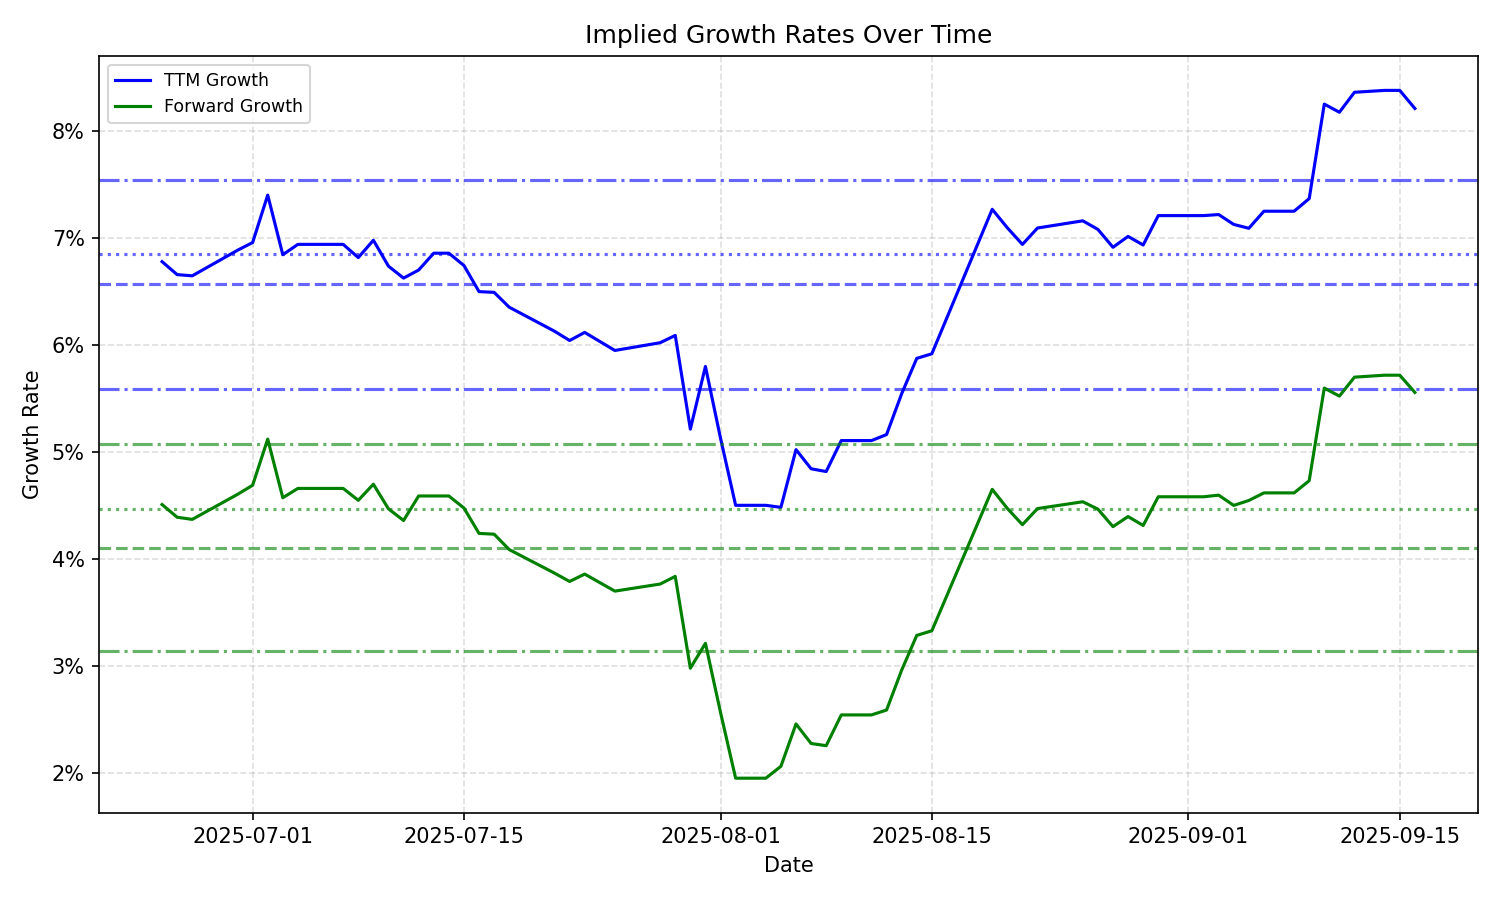 Implied Growth Rates Over Time
TTM Growth
Forward Growth
8%
7%
6%
5%
4%
3%
2%
Growth Rate
2025-07-01
2025-07-15
2025-08-01
2025-08-15
2025-09-01
2025-09-15
Date